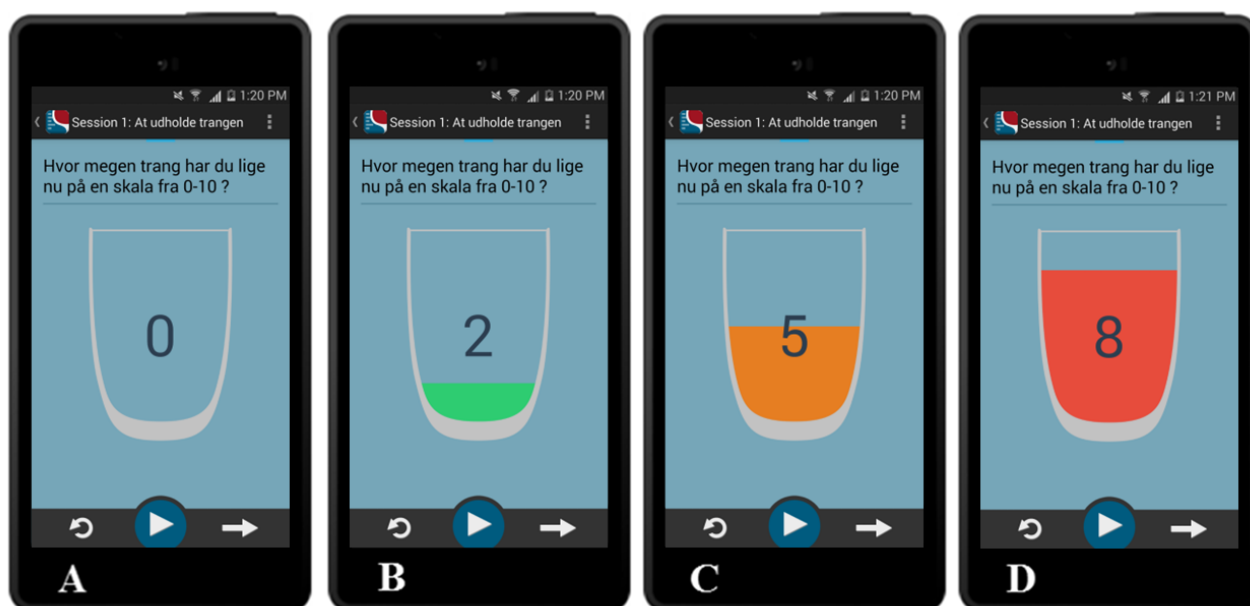 1:20 PM
Session 1: At udholde trangen
Hvor megen trang har du lige
nu på en skala fra 0-10 ?
0
A
1:20 PM
Session 1: At udholde trangen
Hvor megen trang har du lige
nu på en skala fra 0-10 ?
2
B
1:20 PM
Session 1: At udholde trangen
Hvor megen trang har du lige
nu på en skala fra 0-10 ?
5
C
1:21 PM
Session 1: At udholde trangen
Hvor megen trang har du lige
nu på en skala fra 0-10 ?
8
D